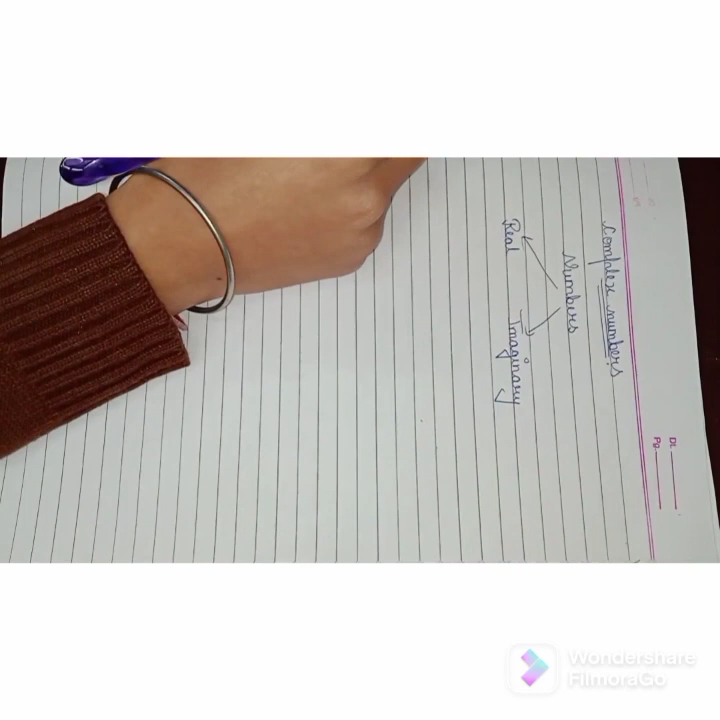 Dt.
Pg.
Complex numbers
Numbers
Real Imaginary
Wondershare
FilmoraGo